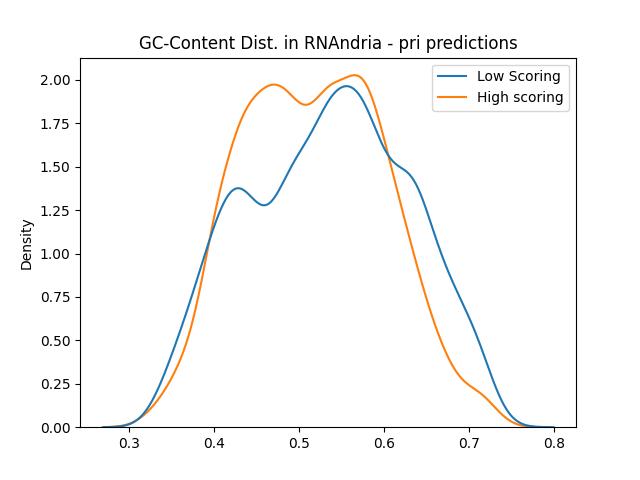 GC-Content Dist. in RNAndria - pri predictions
Low Scoring
High scoring
Density
2.00
1.75
1.50
1.25
1.00
0.75
0.50
0.25
0.00
0.3 0.4 0.5 0.6 0.7 0.8